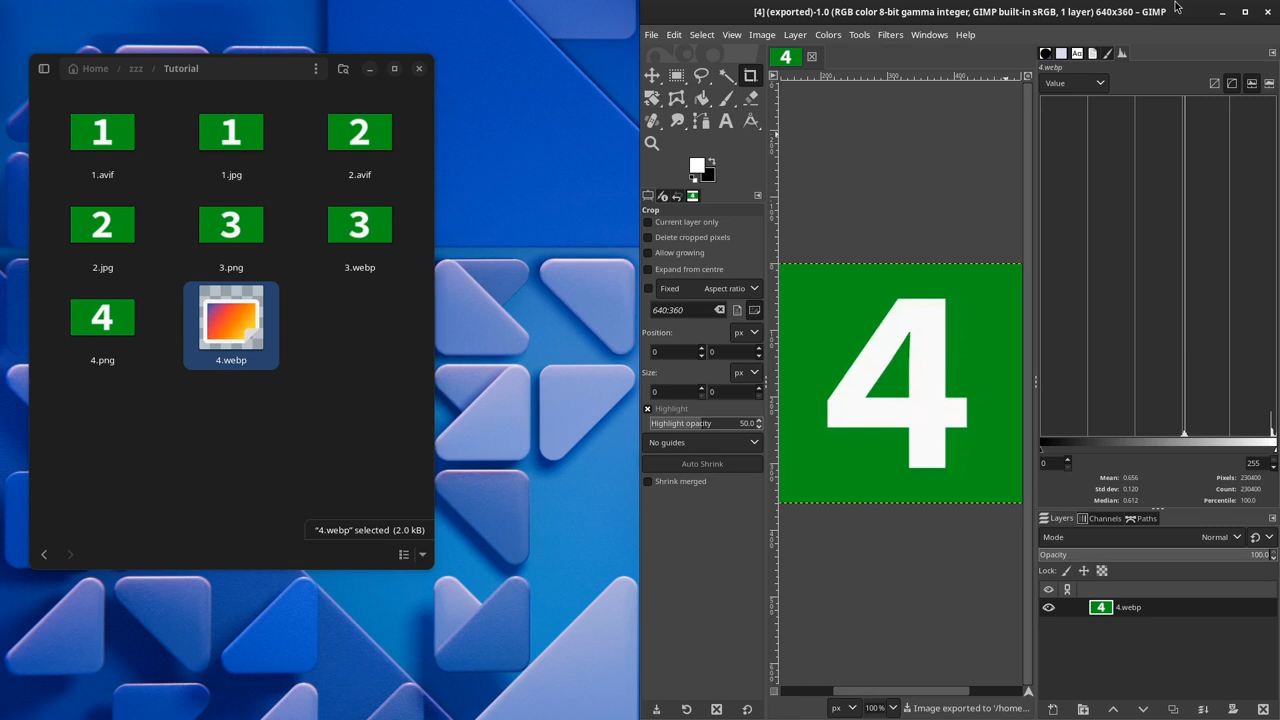 Home / zzz / Tutorial
1
1.avif
1
1.jpg
2
2.avif
2
2.jpg
3
3.png
3
3.webp
4
4.png
4.webp
"4.webp" selected (2.0 kB)
[4] (exported)-1.0 (RGB color 8-bit gamma integer, GIMP built-in sRGB, 1 layer) 640x360 – GIMP
File Edit Select View Image Layer Colors Tools Filters Windows Help
4
Crop
Current layer only
Delete cropped pixels
Allow growing
Expand from centre
Fixed Aspect ratio
640:360
Position: px
0 0
Size: px
0 0
Highlight
Highlight opacity 50.0
No guides
Auto Shrink
Shrink merged
200 300 400
4
px 100% Image exported to '/home...
Aa
4.webp
Value
0 255
Mean: 0.656 Pixels: 230400
Std dev: 0.120 Count: 230400
Median: 0.612 Percentile: 100.0
Layers Channels Paths
Mode Normal
Opacity 100.0
Lock:
4 4.webp